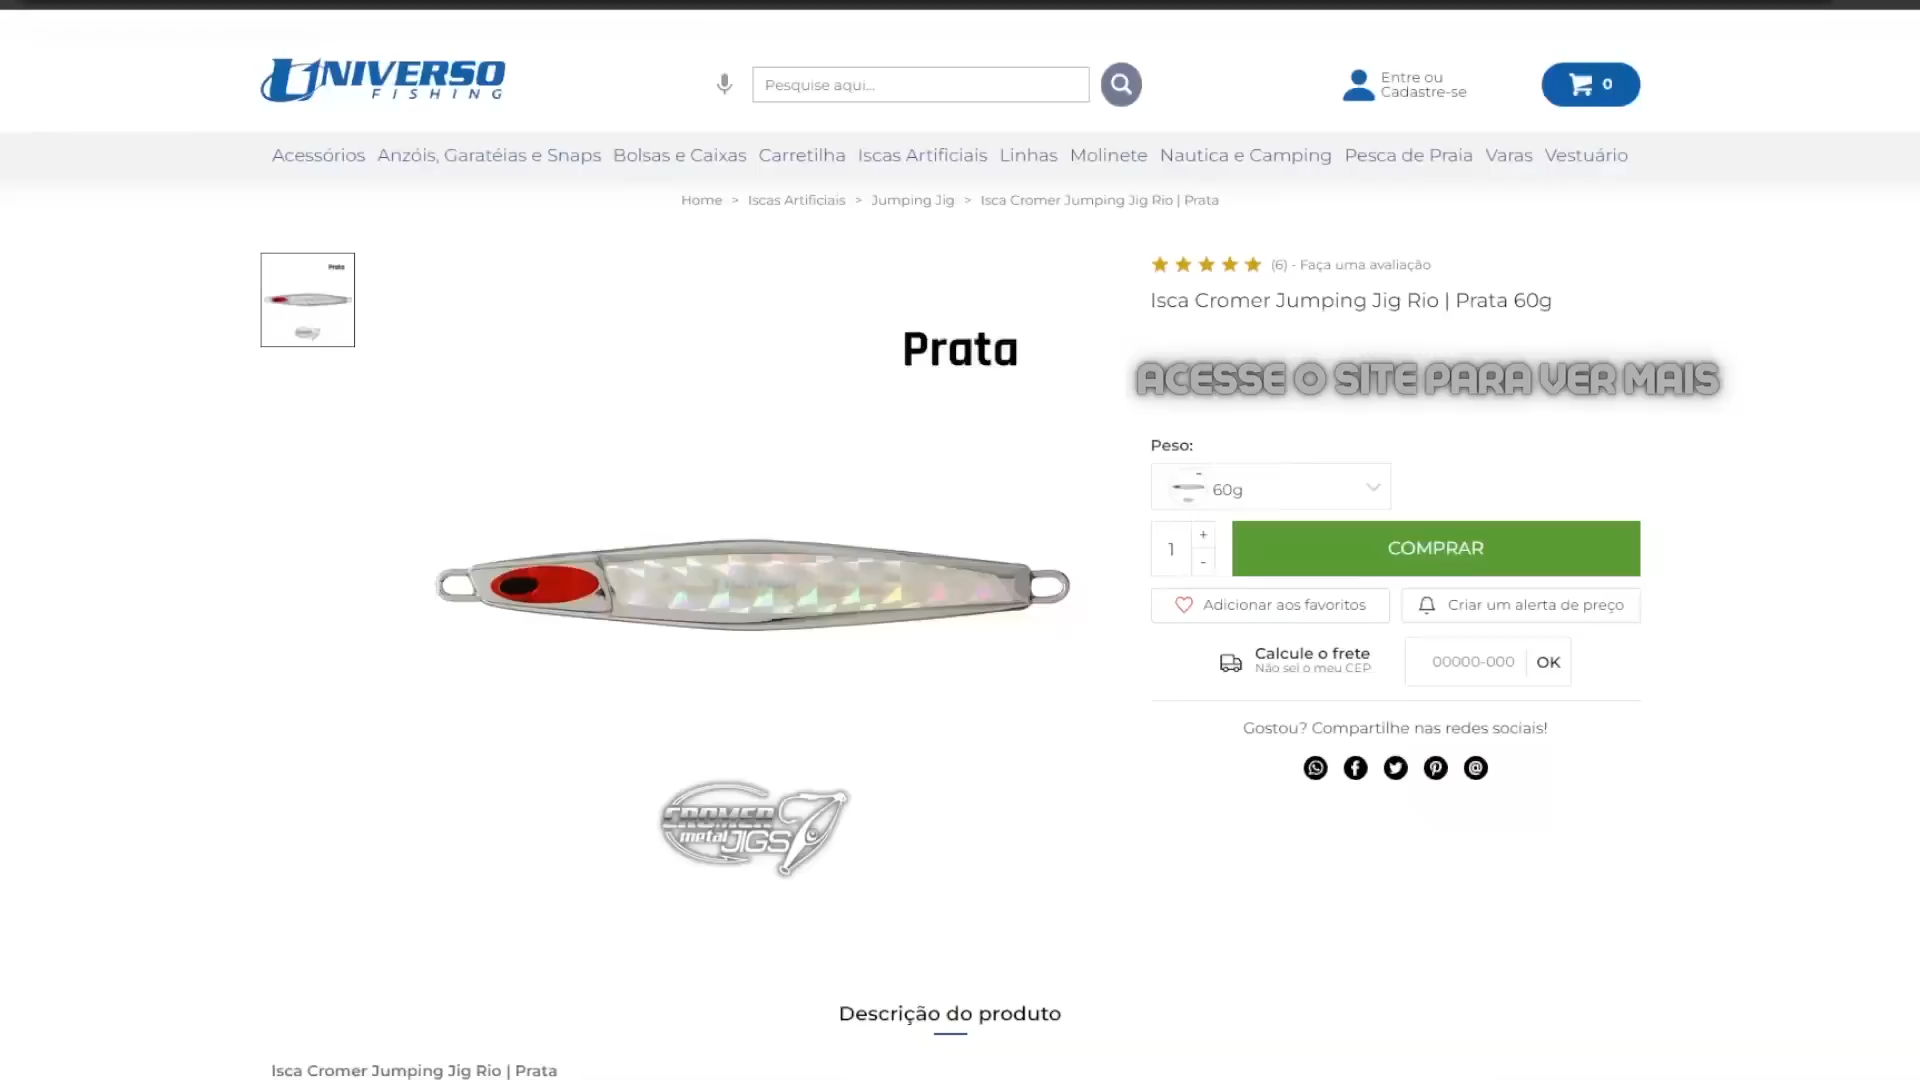 UNIVERSO
FISHING
Pesquise aqui...
Entre ou
Cadastre-se
0
Acessórios Anzóis, Garatéias e Snaps Bolsas e Caixas Carretilha Iscas Artificiais Linhas Molinete Nautica e Camping Pesca de Praia Varas Vestuário
Home > Iscas Artificiais > Jumping Jig > Isca Cromer Jumping Jig Rio | Prata
Prata
(6) - Faça uma avaliação
Isca Cromer Jumping Jig Rio | Prata 60g
Prata
ACESSE O SITE PARA VER MAIS
Peso:
60g
1
+
-
COMPRAR
Adicionar aos favoritos
Criar um alerta de preço
Calcule o frete
Não sei o meu CEP
00000-000
OK
Gostou? Compartilhe nas redes sociais!
CROMER
metal JIGS
Descrição do produto
Isca Cromer Jumping Jig Rio | Prata